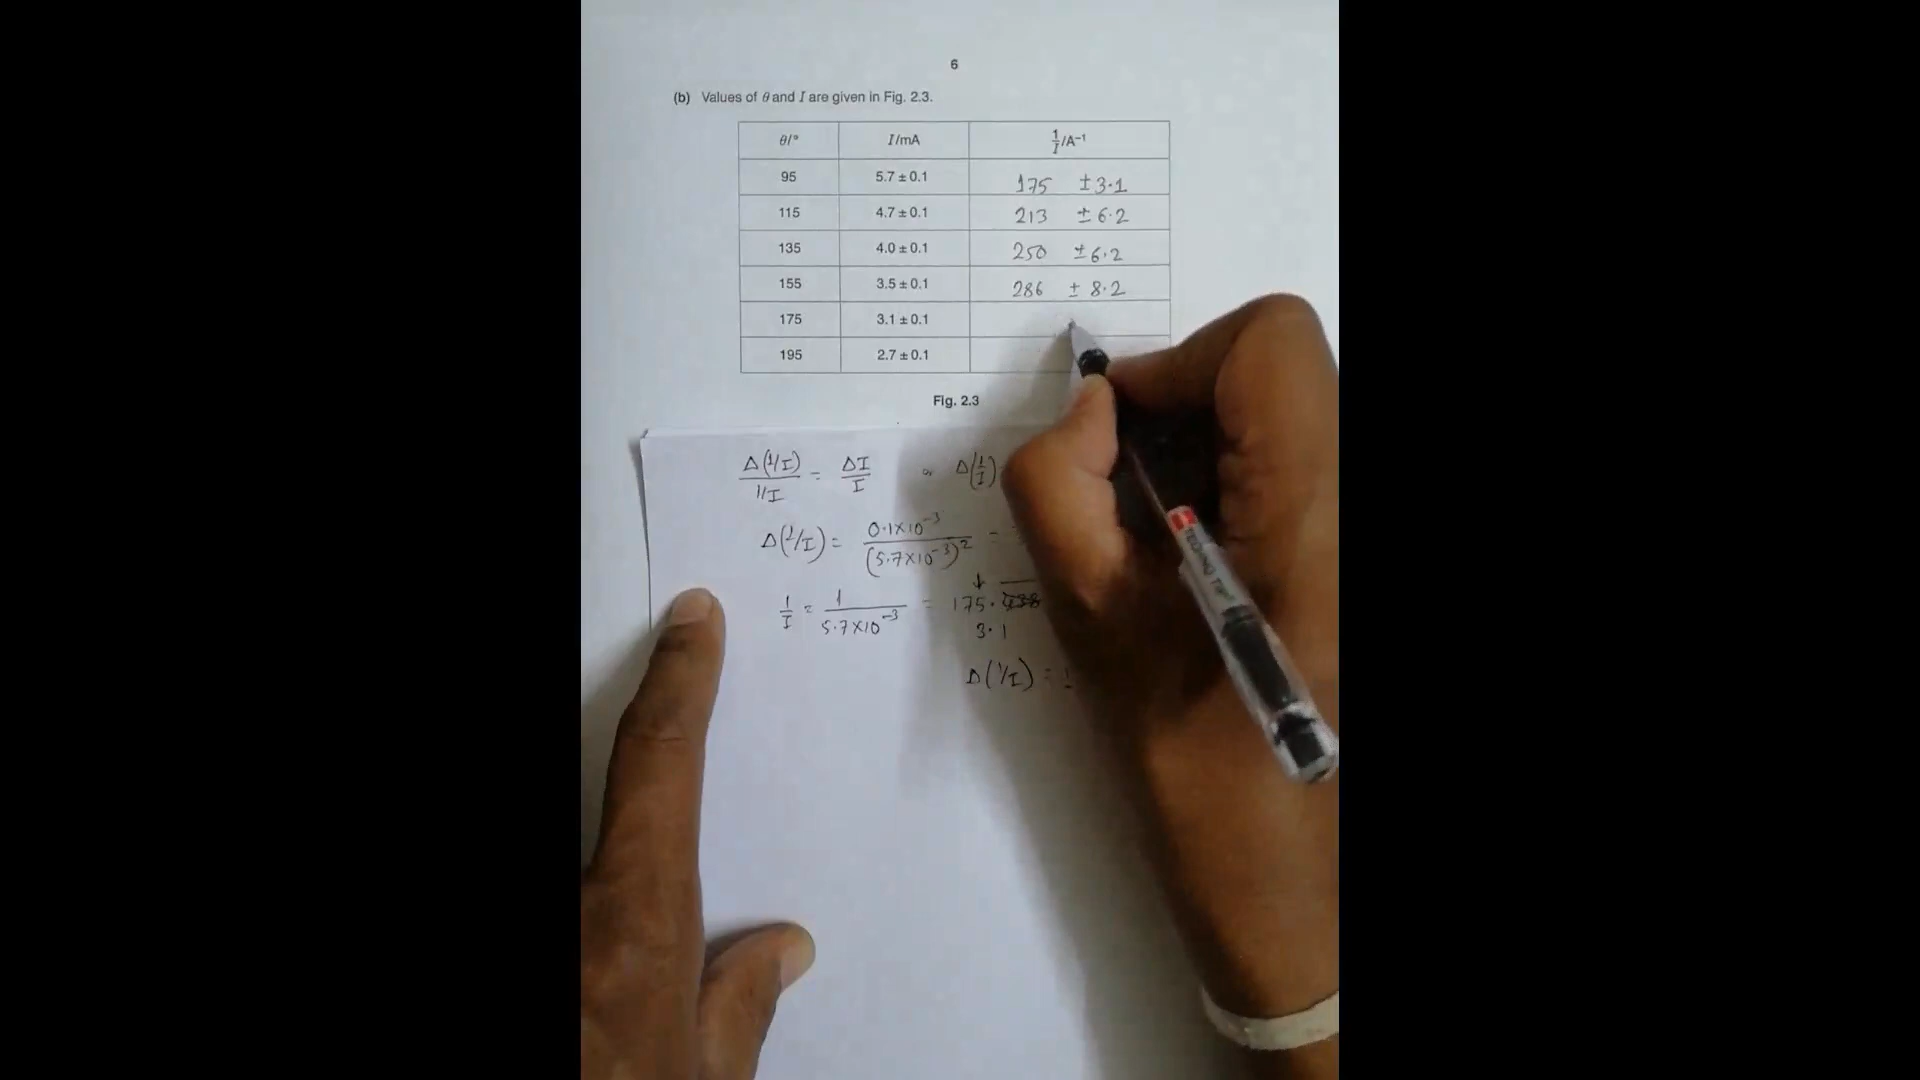 6
(b) Values of θ and I are given in Fig. 2.3.
θ/° I/mA 1/I /A⁻¹
95 5.7 ± 0.1 175 ± 3.1
115 4.7 ± 0.1 213 ± 6.2
135 4.0 ± 0.1 250 ± 6.2
155 3.5 ± 0.1 286 ± 8.2
175 3.1 ± 0.1
195 2.7 ± 0.1
Fig. 2.3
Δ(1/I)/1/I = ΔI/I or Δ(1/I)
Δ(1/I) = 0.1×10⁻³/(5.7×10⁻³)² =
1/I = 1/5.7×10⁻³ = 175.
3.1
Δ(1/I) = ±